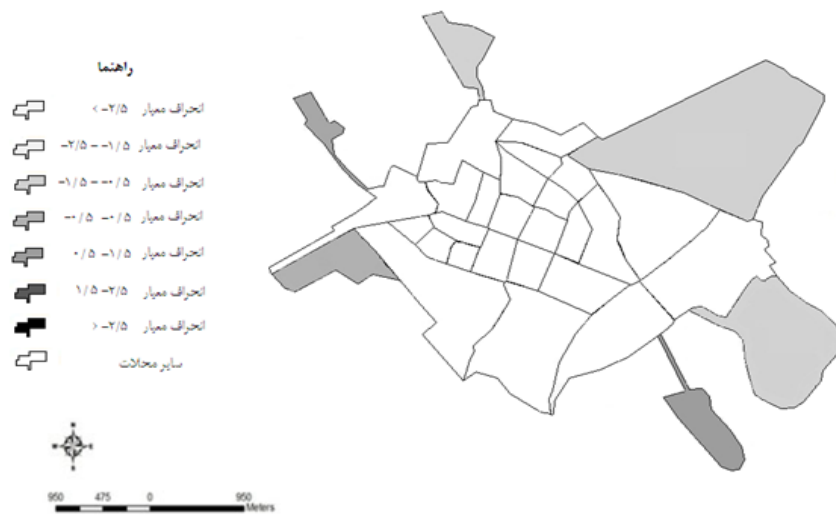 راهنما
انحراف معیار ۲/۵- >
انحراف معیار ۱/۵- – ۲/۵-
انحراف معیار ۰/۵- – ۱/۵-
انحراف معیار ۰/۵- ۰/۵-
انحراف معیار ۱/۵- ۰/۵
انحراف معیار ۲/۵- ۱/۵
انحراف معیار ۲/۵- <
سایر محلات
N
W
E
S
950 475 0 950
Meters